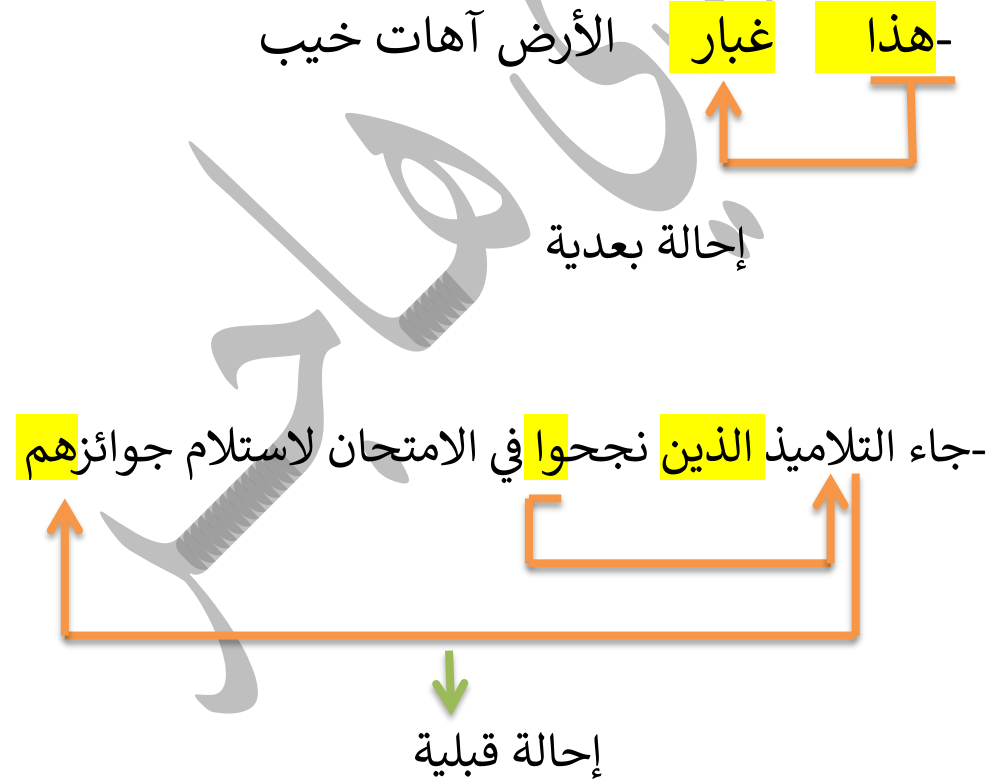 -هذا غبار الأرض آهات خيب
إحالة بعدية
-جاء التلاميذ الذين نجحوا في الامتحان لاستلام جوائزهم
إحالة قبلية